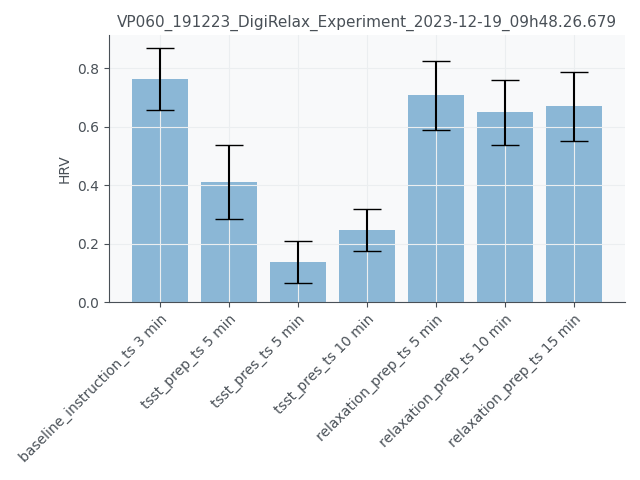 VP060_191223_DigiRelax_Experiment_2023-12-19_09h48.26.679
HRV
0.8
0.6
0.4
0.2
0.0
baseline_instruction_ts 3 min
tsst_prep_ts 5 min
tsst_pres_ts 5 min
tsst_pres_ts 10 min
relaxation_prep_ts 5 min
relaxation_prep_ts 10 min
relaxation_prep_ts 15 min